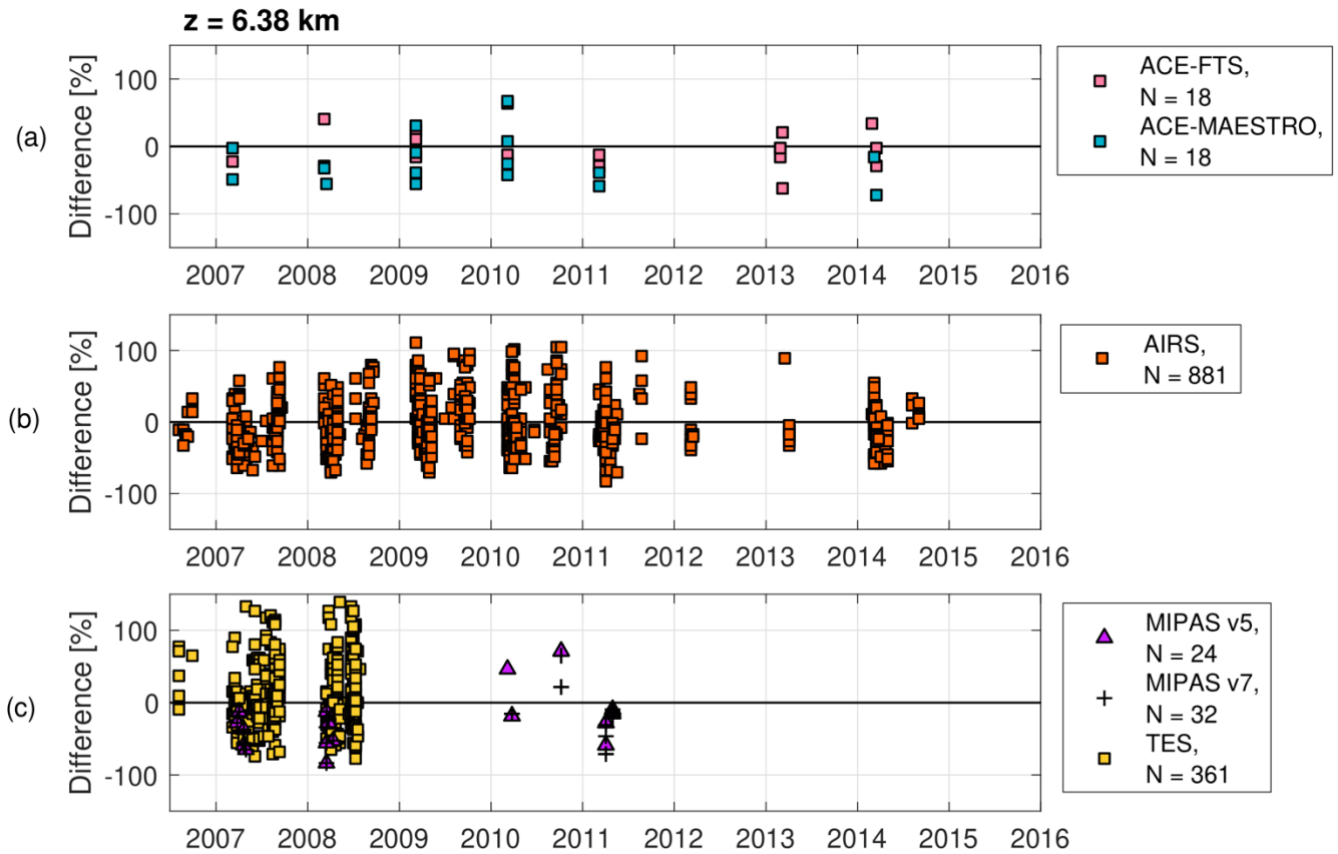 z = 6.38 km
(a)
Difference [%]
100
0
-100
2007 2008 2009 2010 2011 2012 2013 2014 2015 2016
ACE-FTS,
N = 18
ACE-MAESTRO,
N = 18
(b)
Difference [%]
100
0
-100
2007 2008 2009 2010 2011 2012 2013 2014 2015 2016
AIRS,
N = 881
(c)
Difference [%]
100
0
-100
2007 2008 2009 2010 2011 2012 2013 2014 2015 2016
MIPAS v5,
N = 24
MIPAS v7,
N = 32
TES,
N = 361